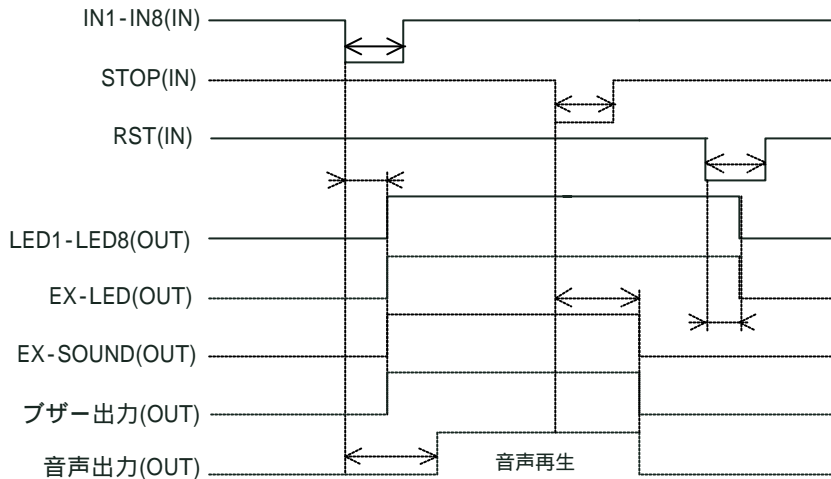 IN1-IN8(IN)
STOP(IN)
RST(IN)
LED1-LED8(OUT)
EX-LED(OUT)
EX-SOUND(OUT)
ブザー出力(OUT)
音声出力(OUT)
音声再生